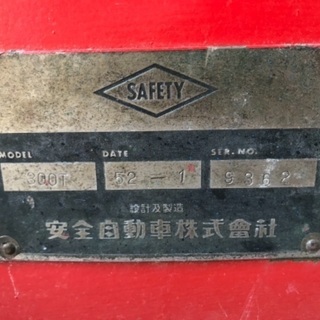 SAFETY
MODEL DATE SER. NO.
300T 52-1
設計及製造
安全自動車株式會社